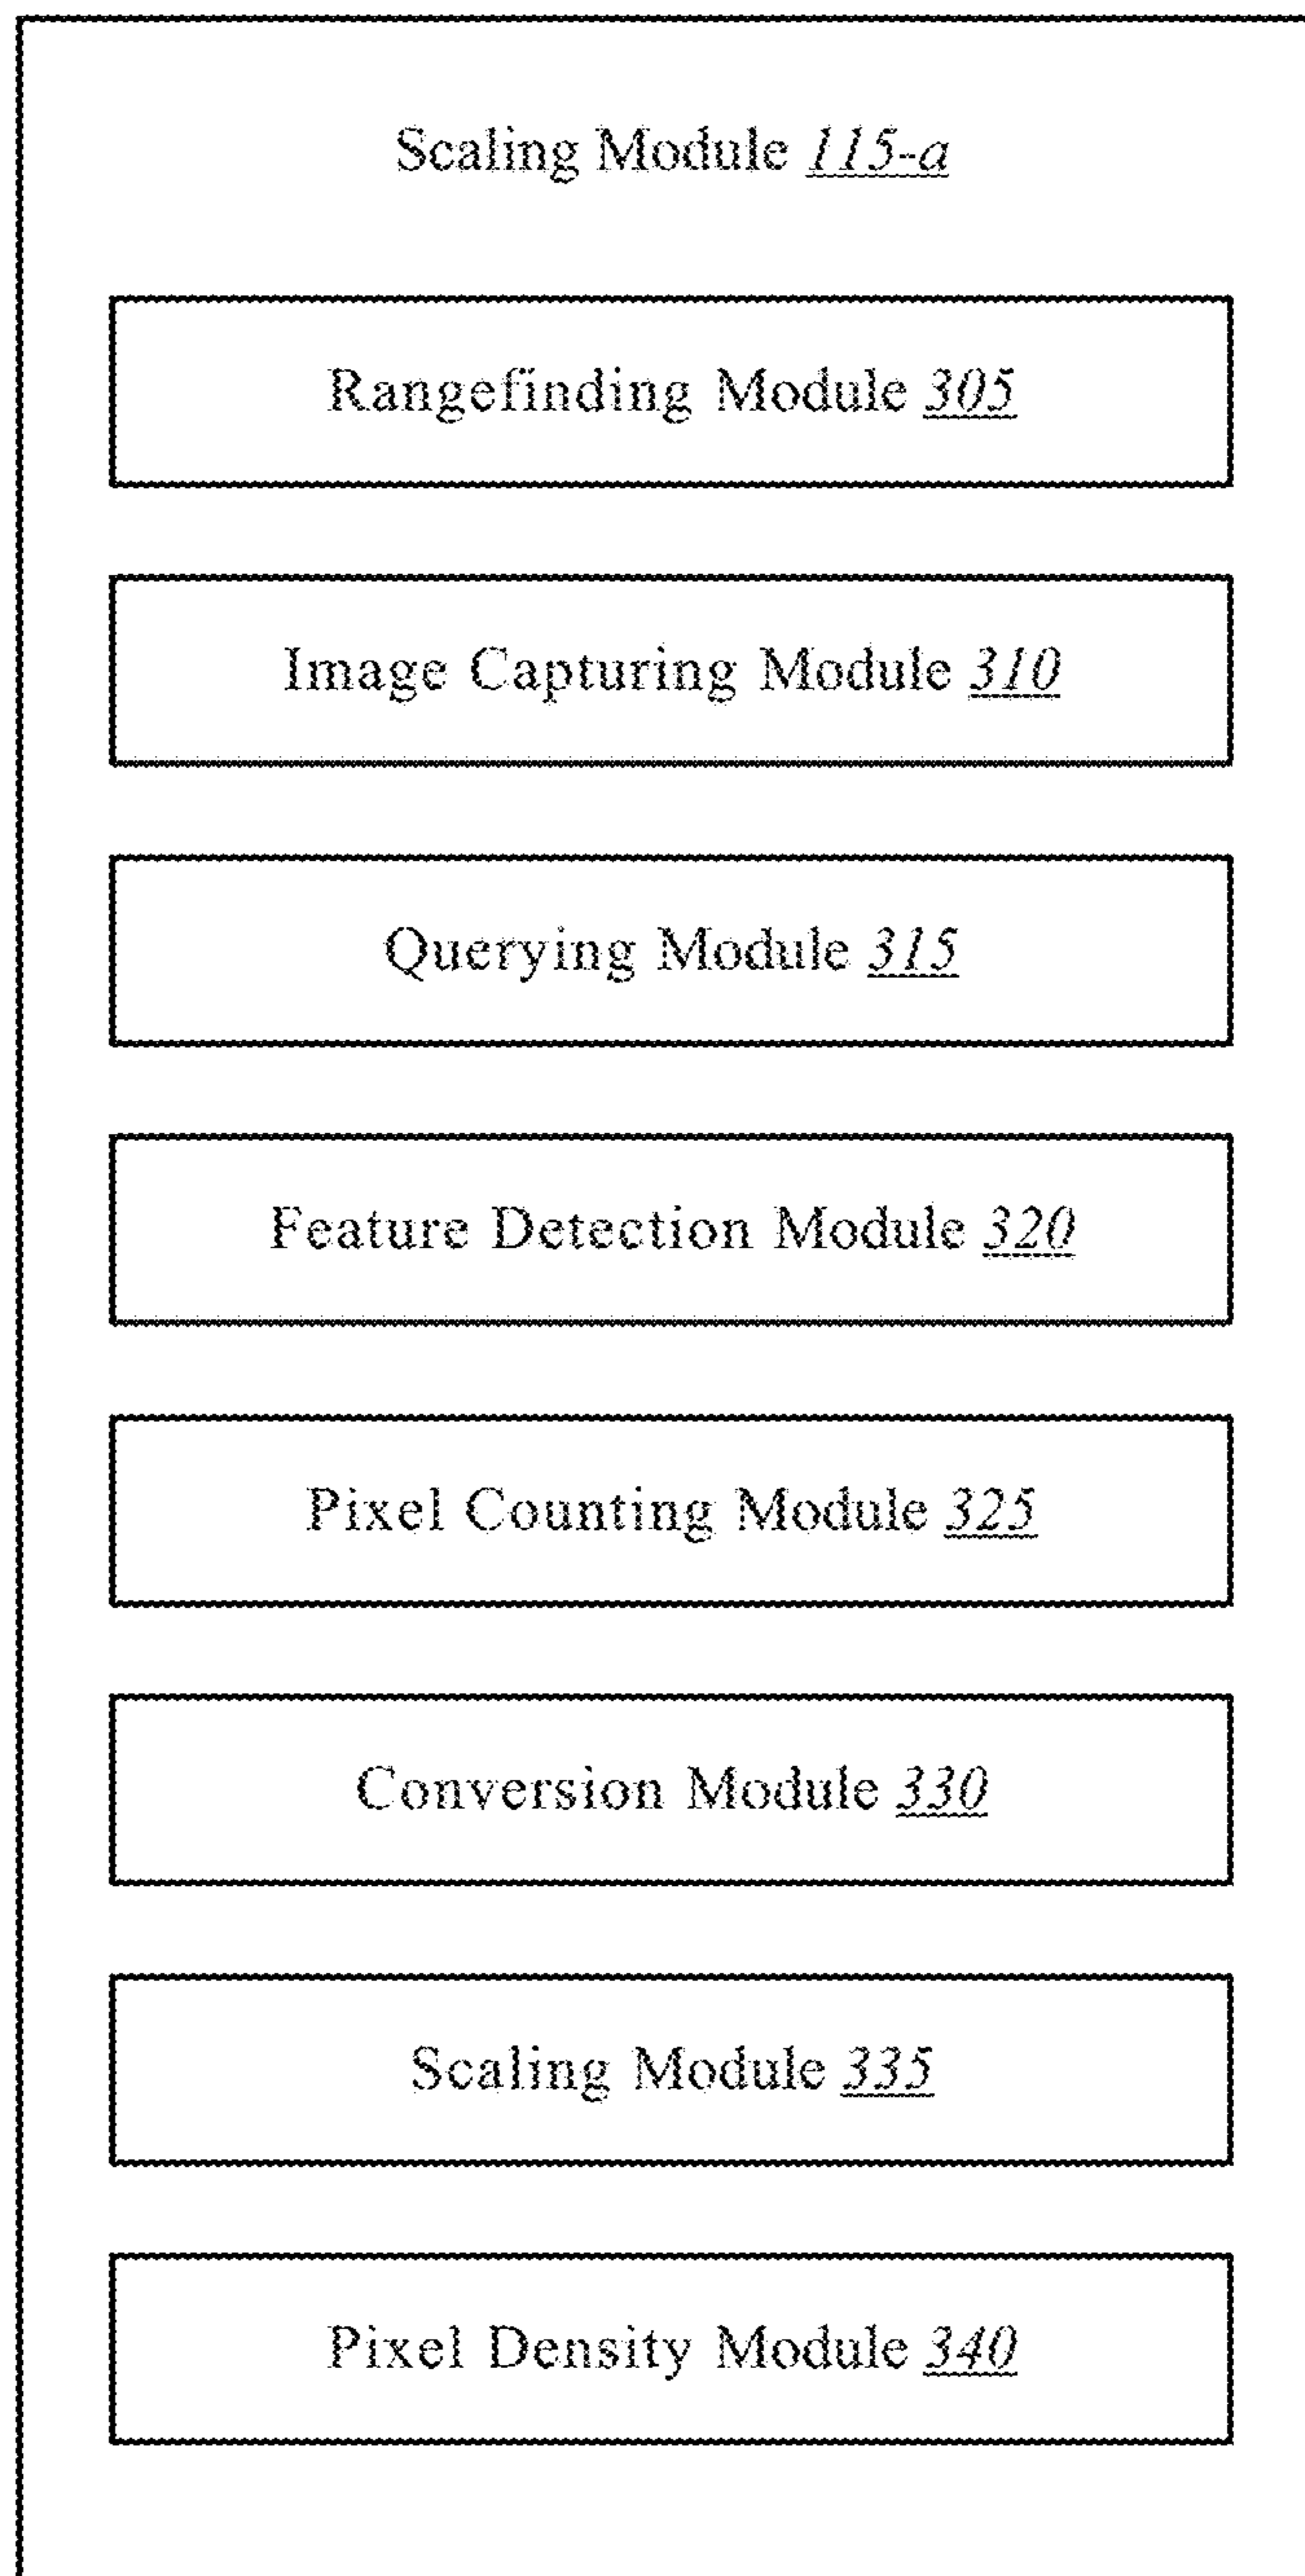 Scaling Module 115-a
Rangefinding Module 305
Image Capturing Module 310
Querying Module 315
Feature Detection Module 320
Pixel Counting Module 325
Conversion Module 330
Scaling Module 335
Pixel Density Module 340